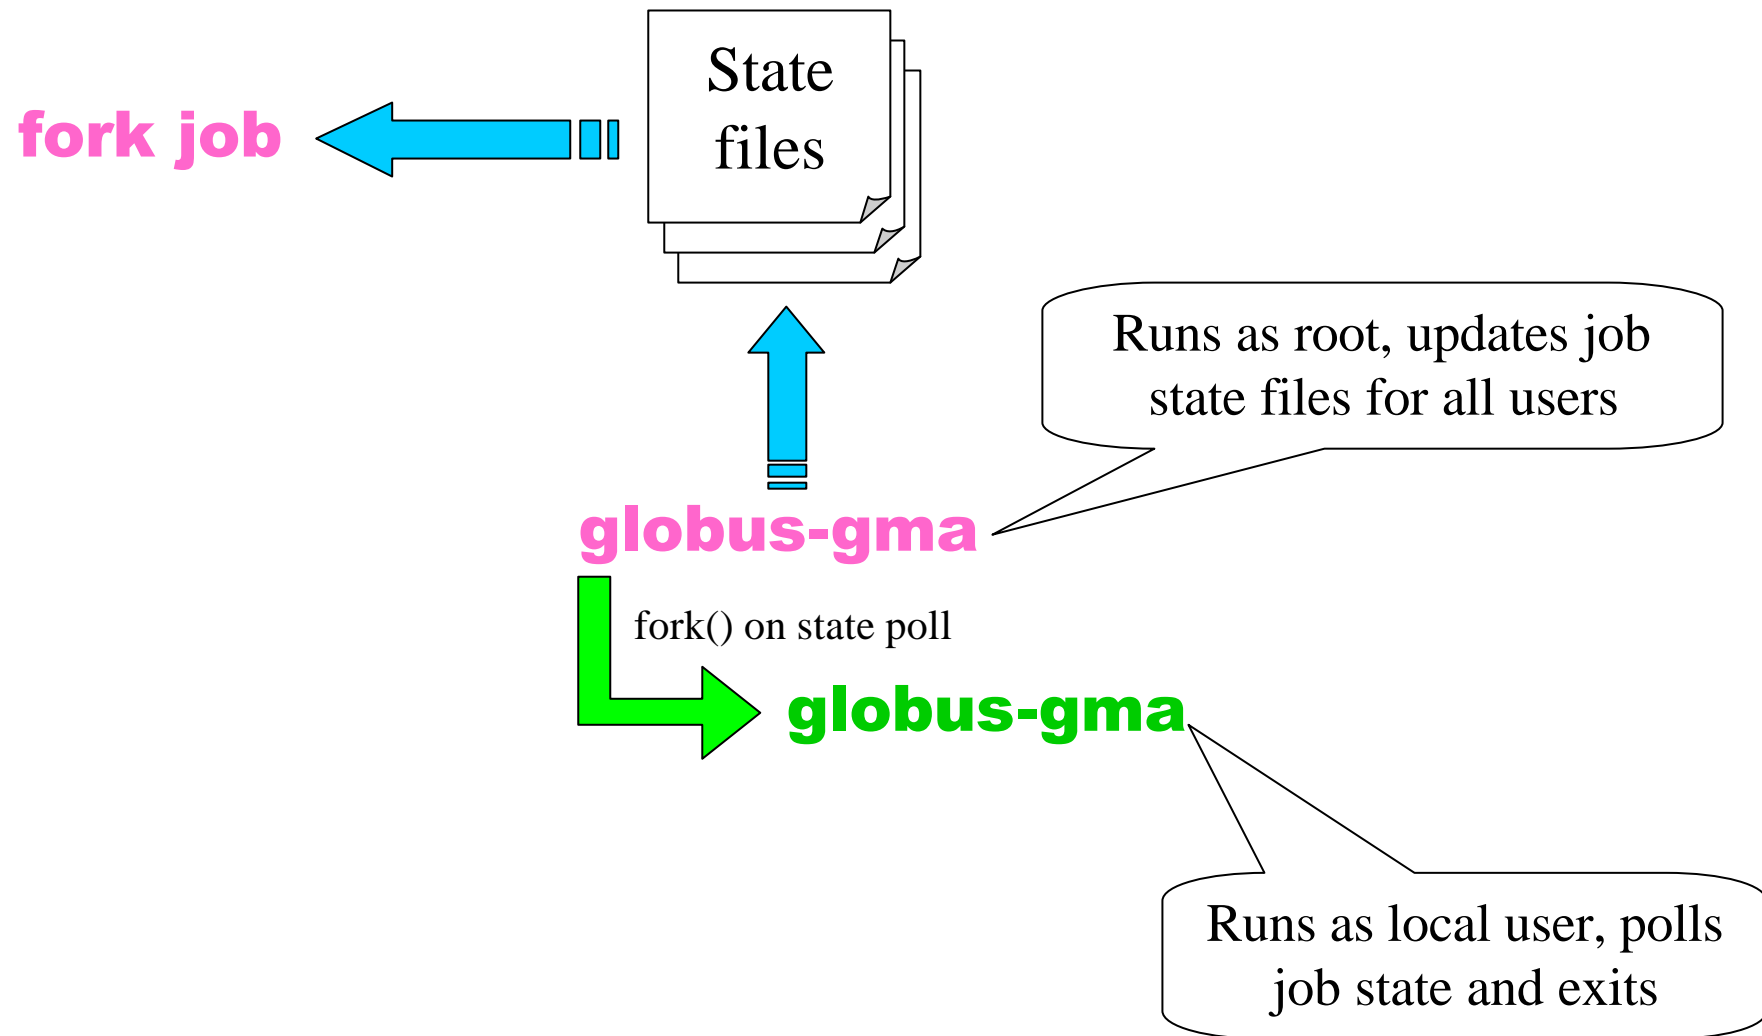 State
files
fork job
Runs as root, updates job
state files for all users
globus-gma
fork() on state poll
globus-gma
Runs as local user, polls
job state and exits